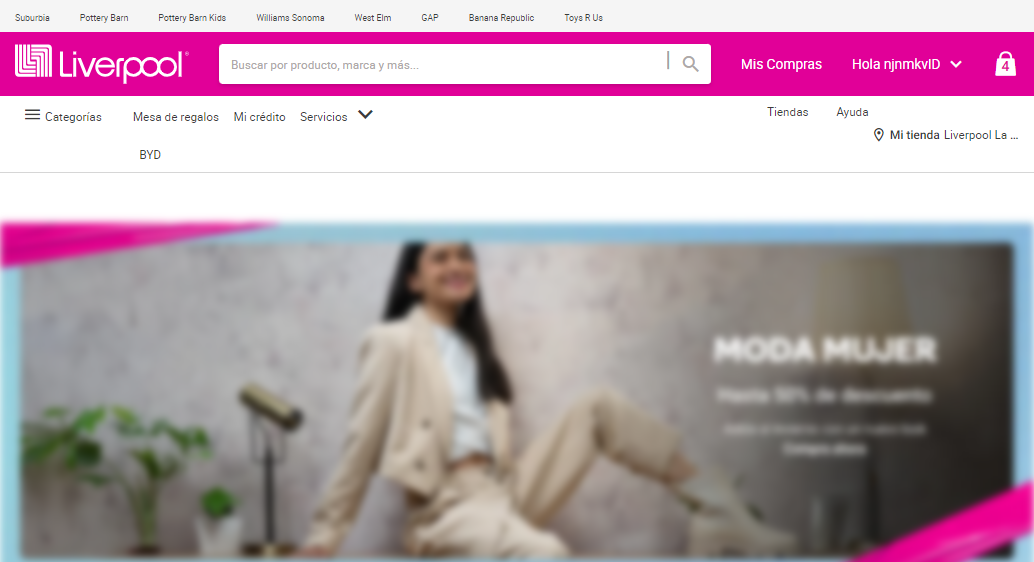 Suburbia Pottery Barn Pottery Barn Kids Williams Sonoma West Elm GAP Banana Republic Toys R Us
Liverpool® Buscar por producto, marca y más... Mis Compras Hola njnmkvlD 4
Categorías Mesa de regalos Mi crédito Servicios Tiendas Ayuda
Mi tienda Liverpool La ...
BYD
MODA MUJER
Hasta 50% de descuento
Compra ahora